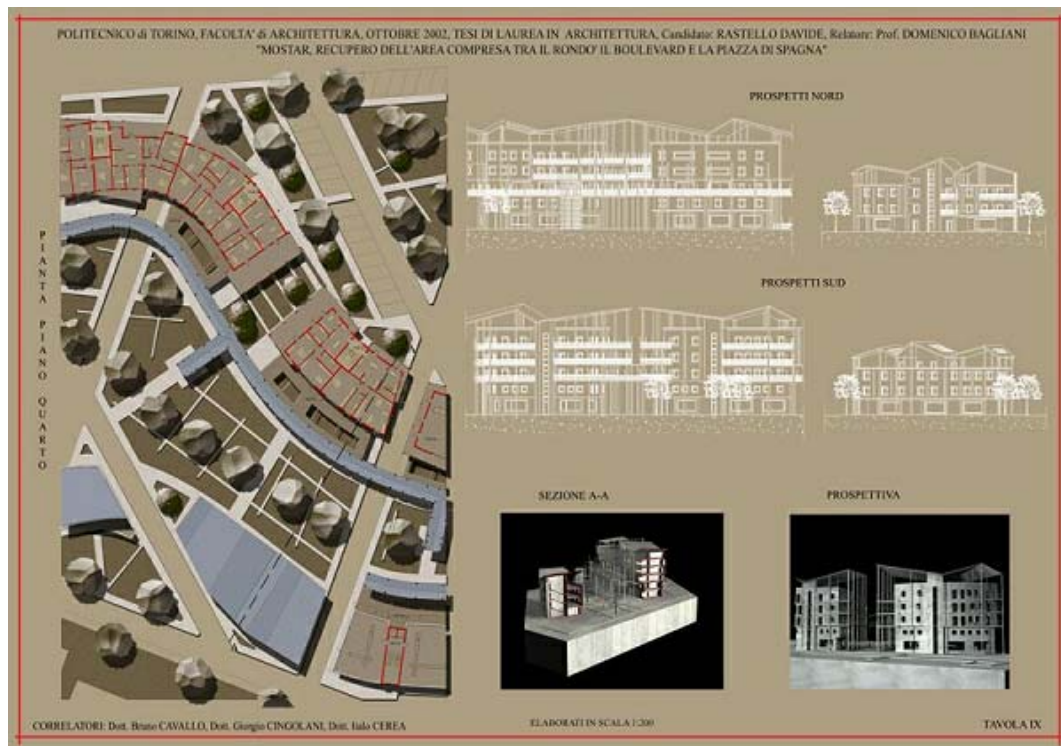 POLITECNICO di TORINO, FACOLTA' di ARCHITETTURA, OTTOBRE 2002, TESI DI LAUREA IN ARCHITETTURA, Candidato: RASTELLO DAVIDE, Relatore: Prof. DOMENICO BAGLIANI
"MOSTAR, RECUPERO DELL'AREA COMPRESA TRA IL RONDO' IL BOULEVARD E LA PIAZZA DI SPAGNA"
PIANTA PIANO QUARTO
PROSPETTI NORD
PROSPETTI SUD
SEZIONE A-A
PROSPETTIVA
CORRELATORI: Dott. Bruno CAVALLO, Dott. Giorgio CINGOLANI, Dott. Italo CEREA
ELABORATI IN SCALA 1:200
TAVOLA IX